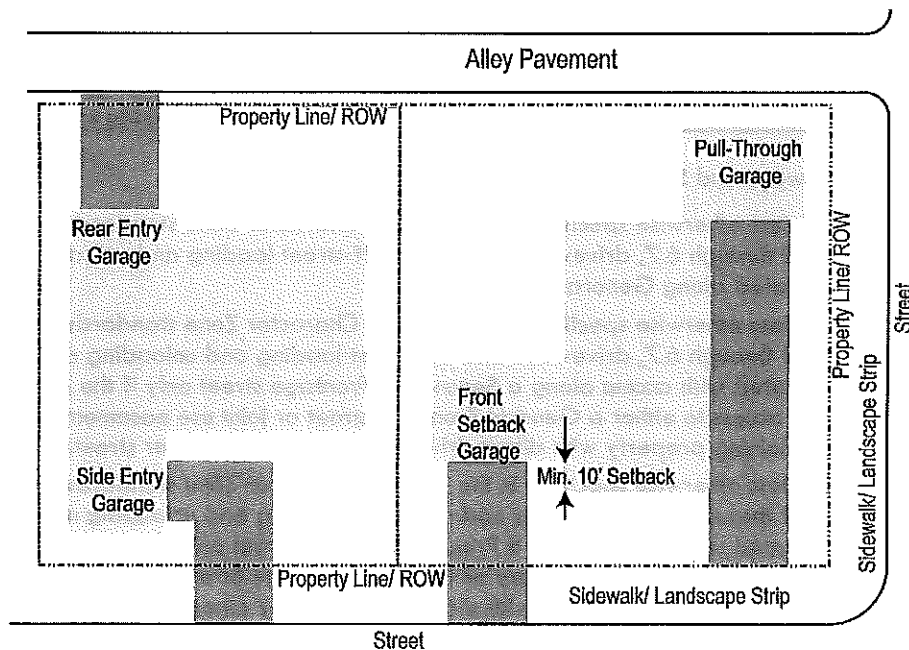 Alley Pavement
Property Line/ ROW
Pull-Through
Garage
Rear Entry
Garage
Property Line/ ROW
Street
Front
Setback
Garage
Min. 10' Setback
Side Entry
Garage
Sidewalk/ Landscape Strip
Property Line/ ROW
Sidewalk/ Landscape Strip
Street